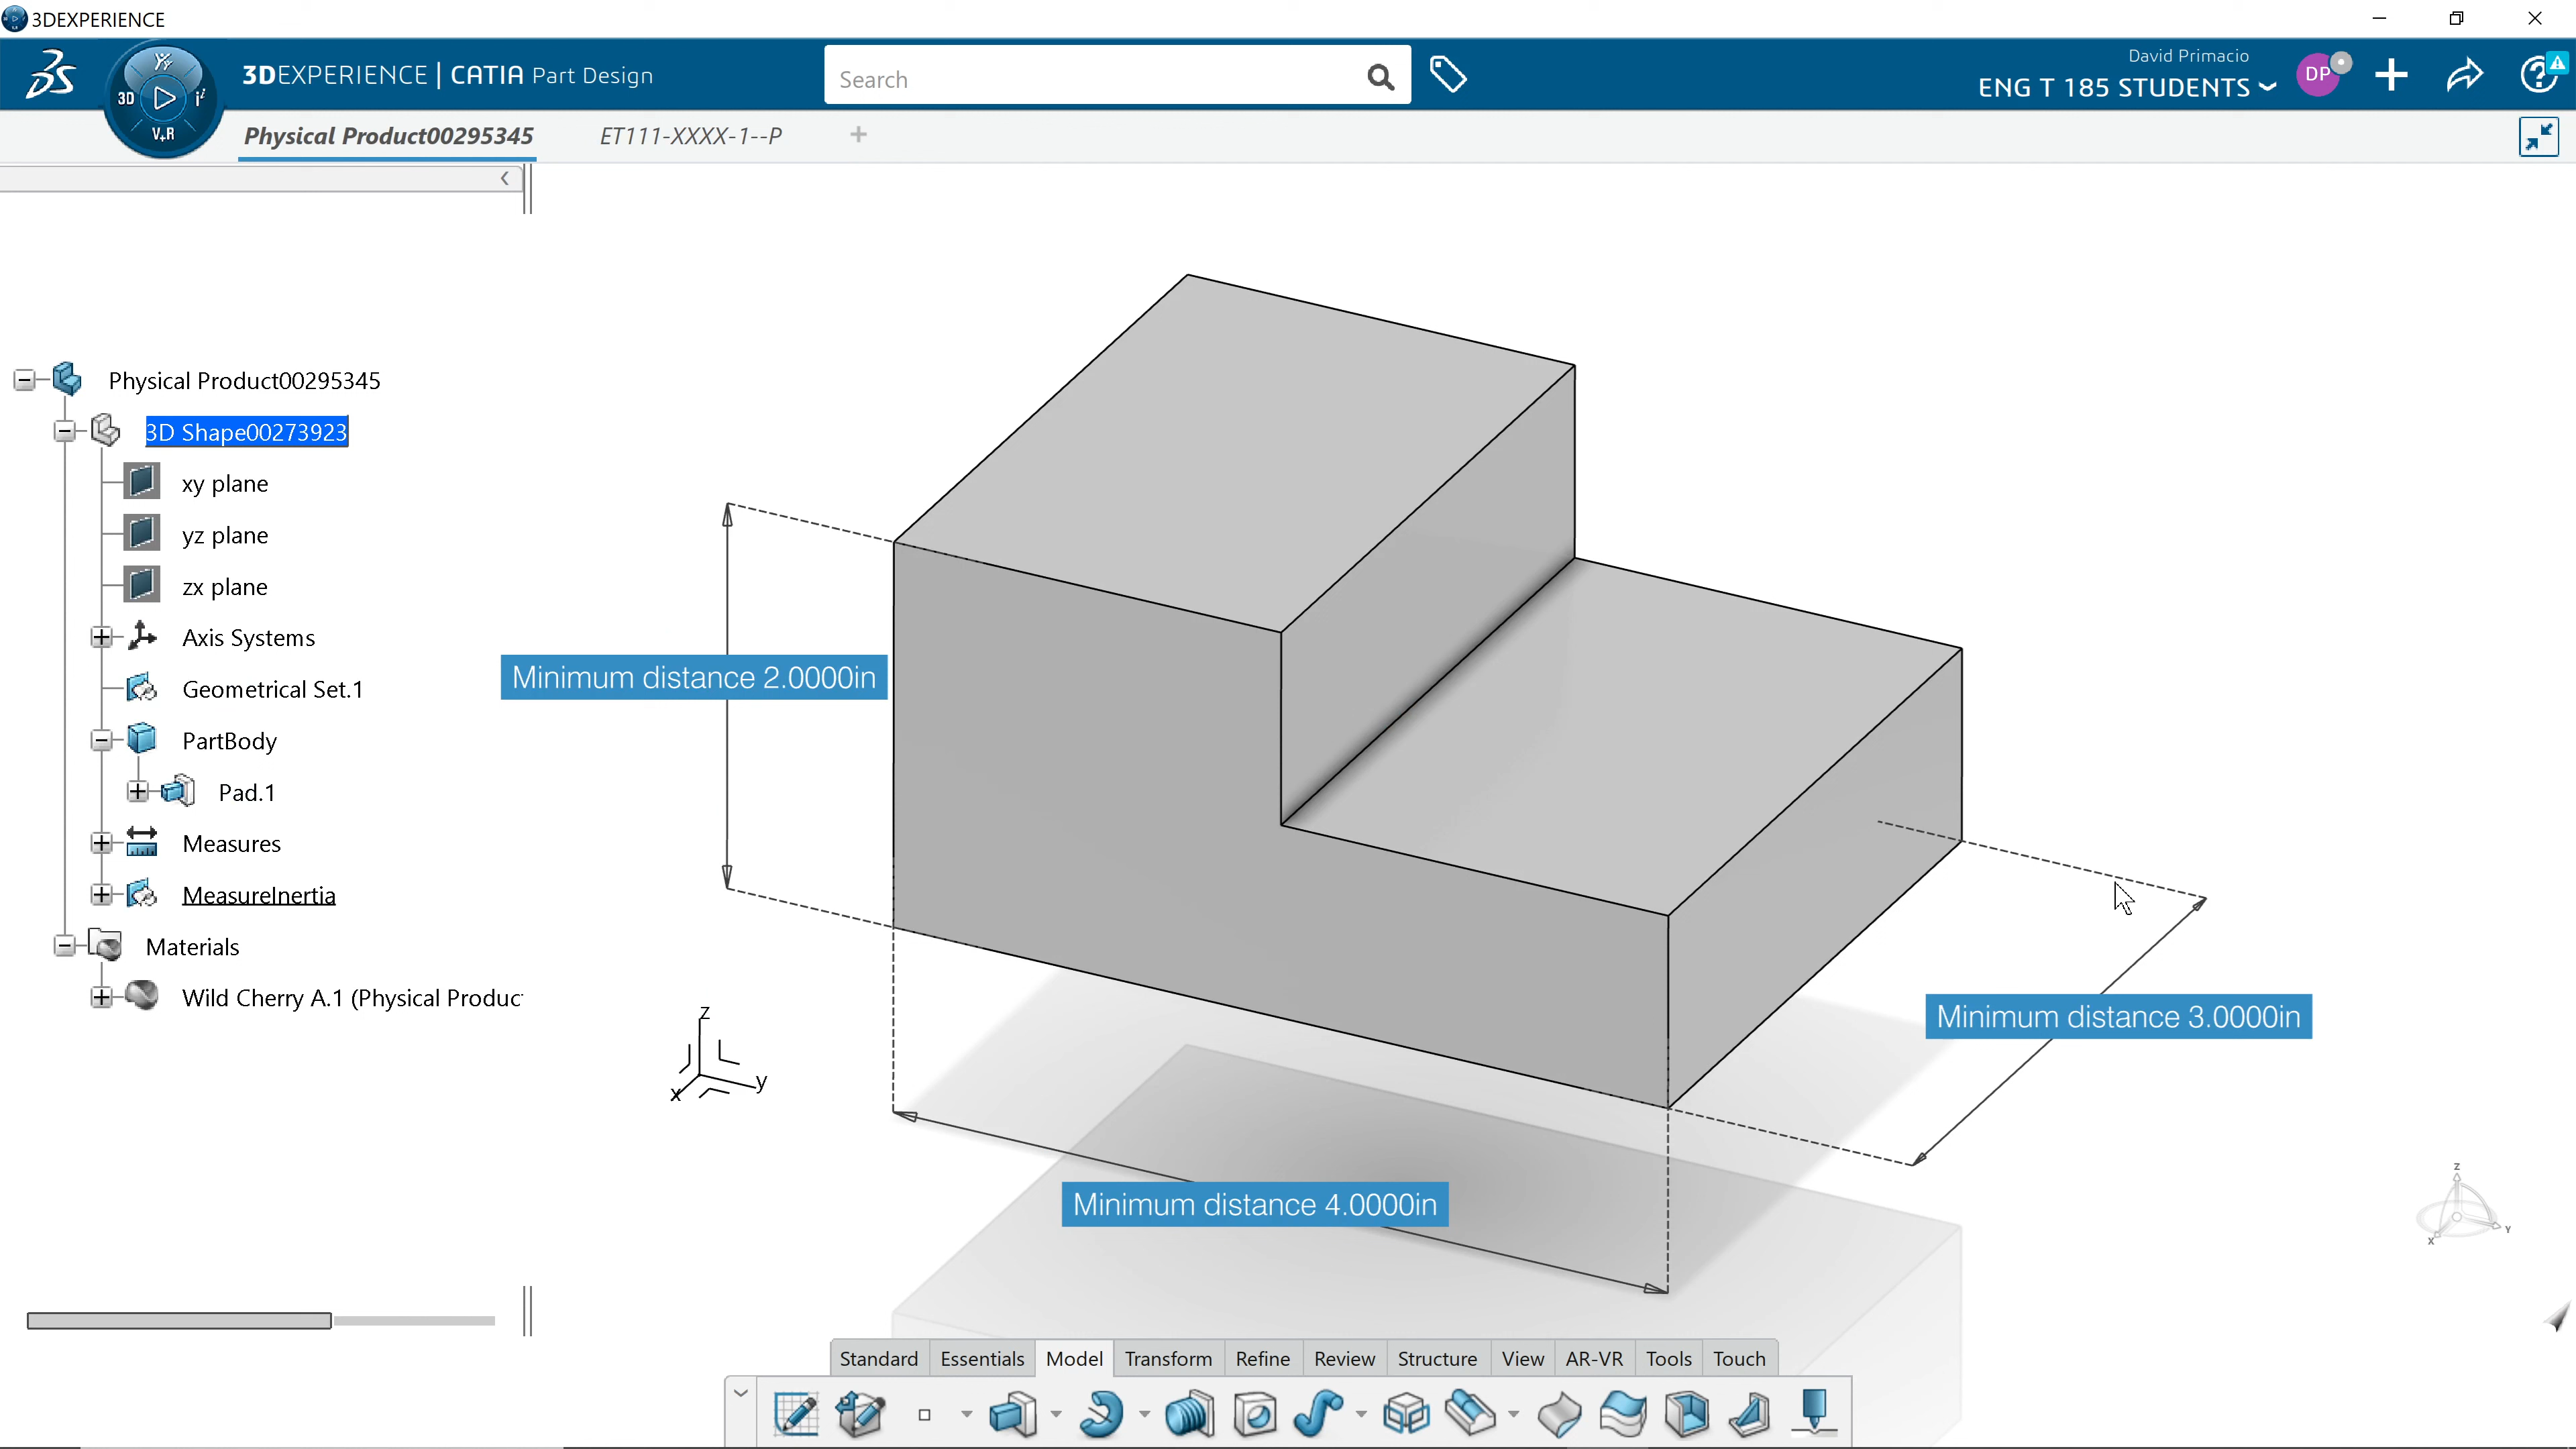 3DEXPERIENCE
3DEXPERIENCE | CATIA Part Design
Search
David Primacio
ENG T 185 STUDENTS
DP
3D
V+R
Physical Product00295345
ET111-XXXX-1--P
Physical Product00295345
3D Shape00273923
xy plane
yz plane
zx plane
Axis Systems
Geometrical Set.1
PartBody
Pad.1
Measures
MeasureInertia
Materials
Wild Cherry A.1 (Physical Produc
Minimum distance 2.0000in
Minimum distance 3.0000in
Minimum distance 4.0000in
z
x
y
z
x
y
Standard Essentials Model Transform Refine Review Structure View AR-VR Tools Touch